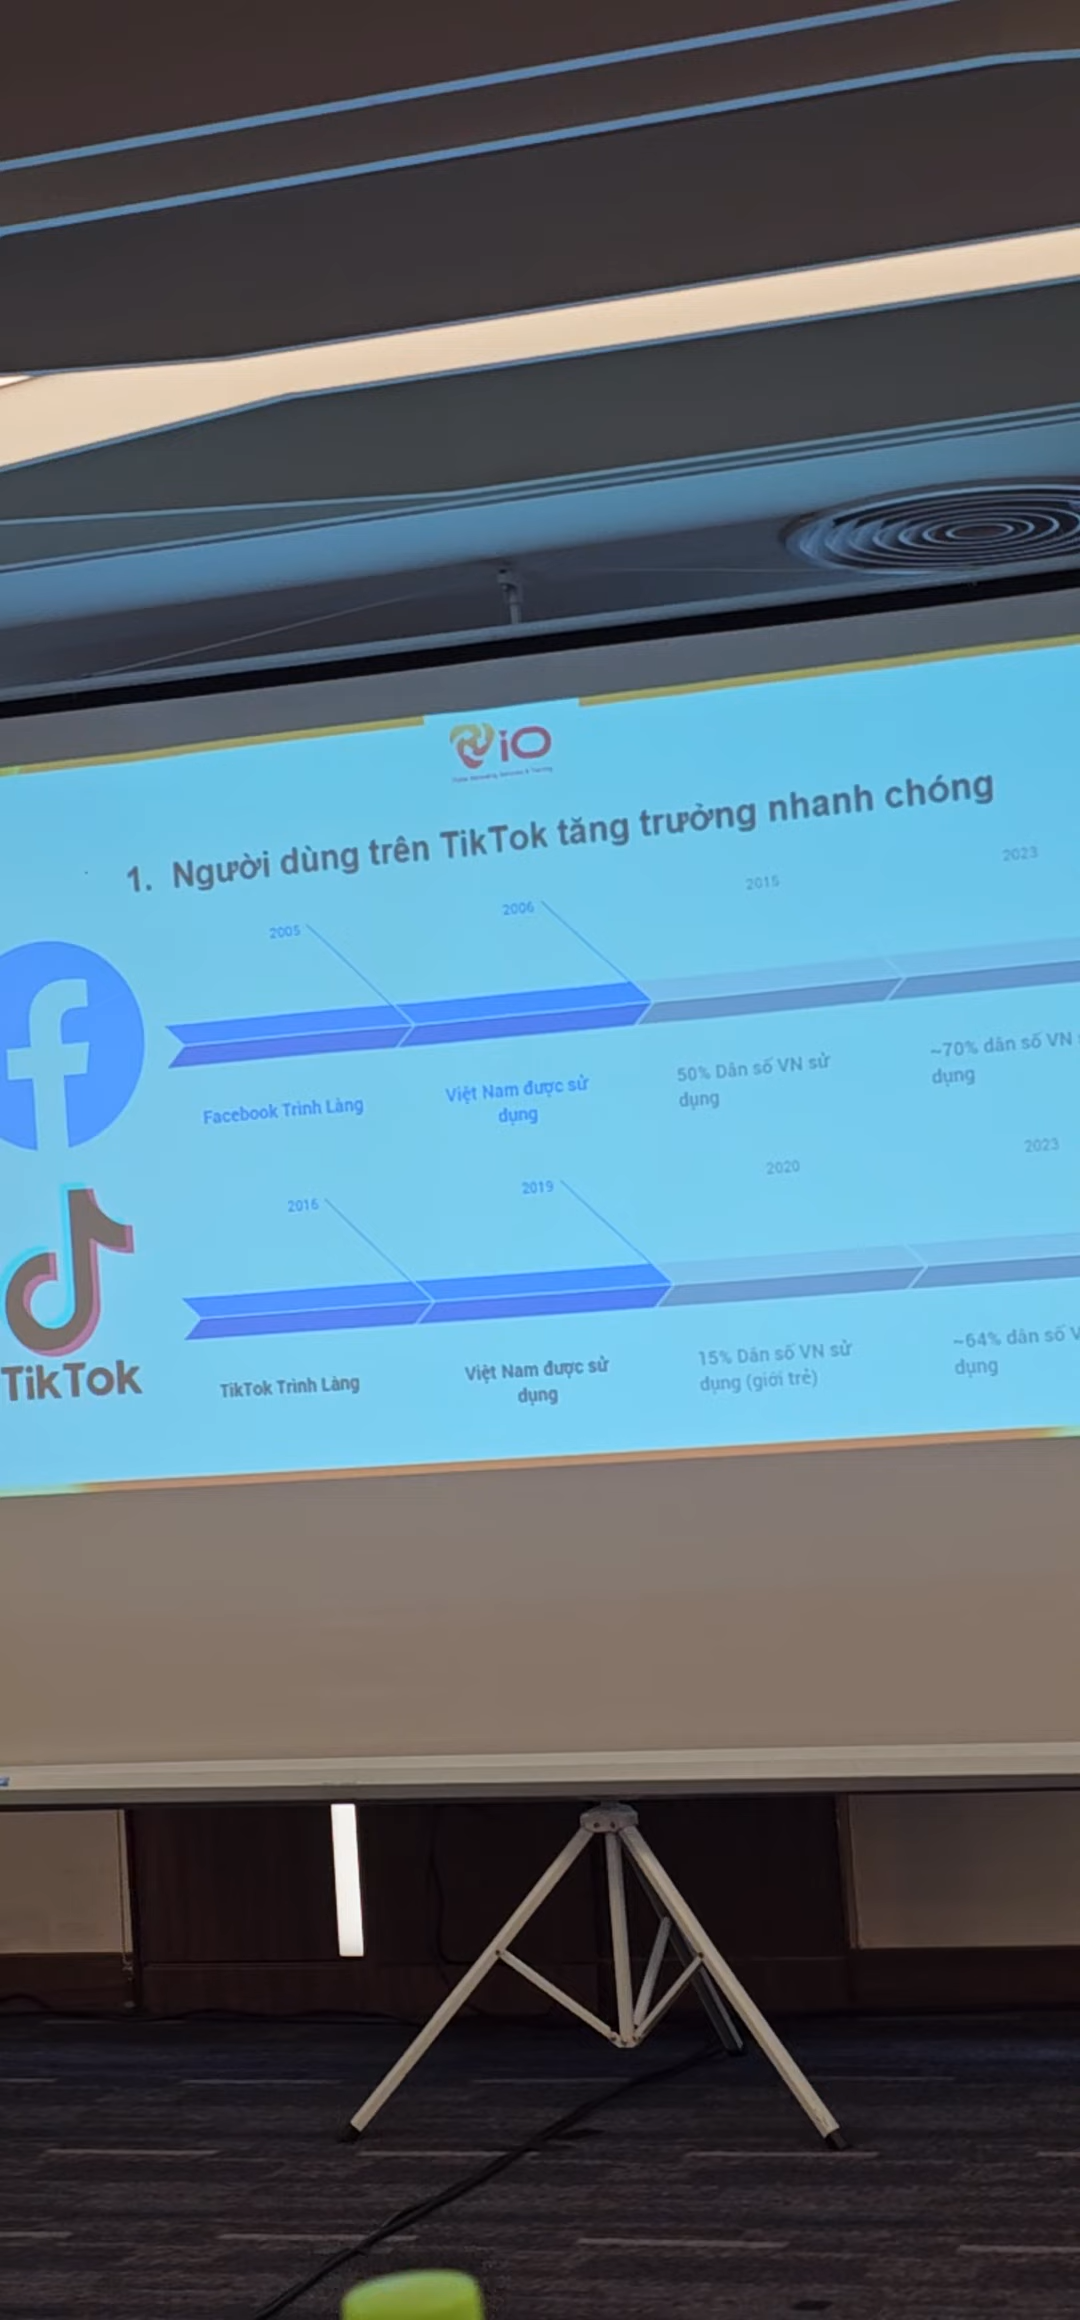 iO
1. Người dùng trên TikTok tăng trưởng nhanh chóng
2005
2006
2015
2023
Facebook Trình Làng
Việt Nam được sử
dụng
50% Dân số VN sử
dụng
~70% dân số VN
dụng
2016
2019
2020
2023
TikTok
TikTok Trình Làng
Việt Nam được sử
dụng
15% Dân số VN sử
dụng (giới trẻ)
~64% dân số V
dụng